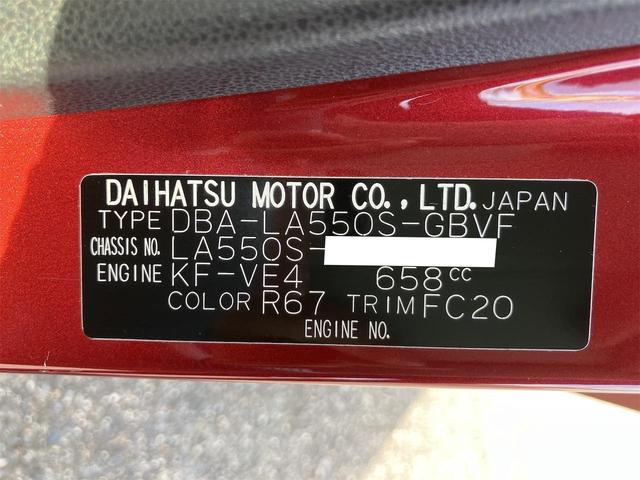 DAIHATSU MOTOR CO., LTD. JAPAN
TYPE DBA-LA550S-GBVF
CHASSIS NO. LA550S-
ENGINE KF-VE4 658cc
COLOR R67 TRIM FC20
ENGINE NO.